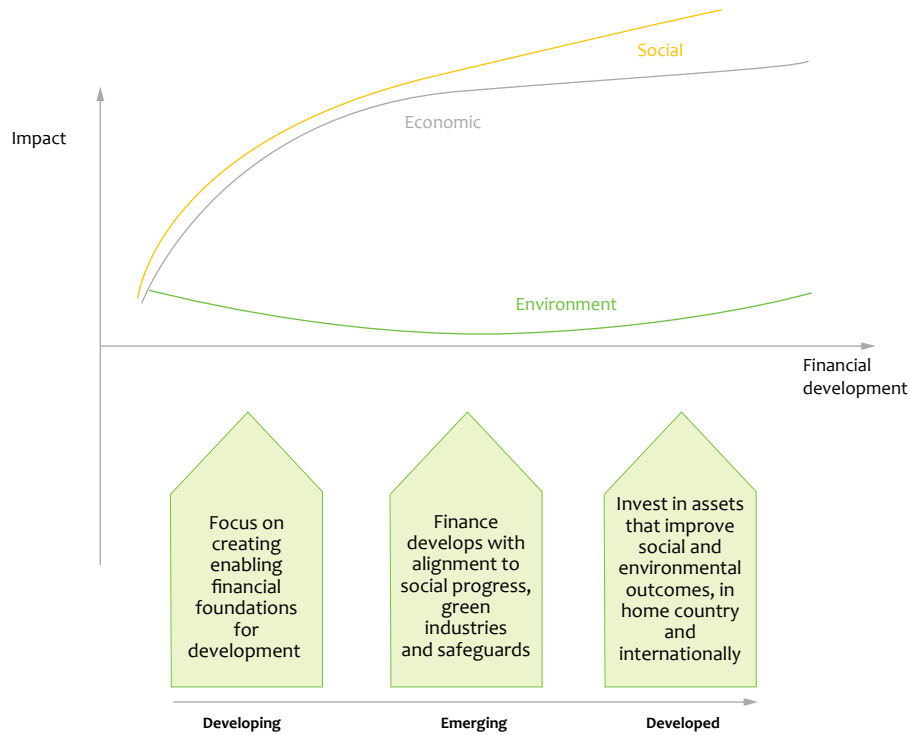 Social
Economic
Impact
Environment
Financial
development
Focus on
creating
enabling
financial
foundations
for
development
Finance
develops with
alignment to
social progress,
green
industries
and safeguards
Invest in assets
that improve
social and
environmental
outcomes, in
home country
and
internationally
Developing
Emerging
Developed